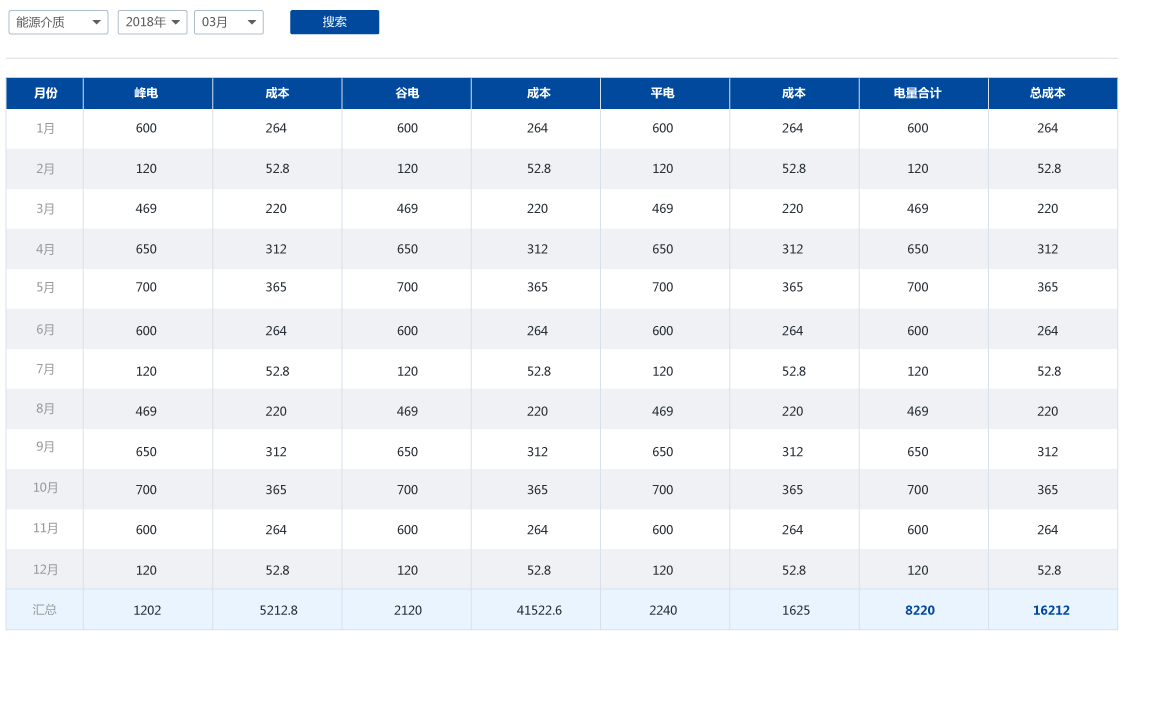 能源介质 2018年 03月 搜索
月份 峰电 成本 谷电 成本 平电 成本 电量合计 总成本
1月 600 264 600 264 600 264 600 264
2月 120 52.8 120 52.8 120 52.8 120 52.8
3月 469 220 469 220 469 220 469 220
4月 650 312 650 312 650 312 650 312
5月 700 365 700 365 700 365 700 365
6月 600 264 600 264 600 264 600 264
7月 120 52.8 120 52.8 120 52.8 120 52.8
8月 469 220 469 220 469 220 469 220
9月 650 312 650 312 650 312 650 312
10月 700 365 700 365 700 365 700 365
11月 600 264 600 264 600 264 600 264
12月 120 52.8 120 52.8 120 52.8 120 52.8
汇总 1202 5212.8 2120 41522.6 2240 1625 8220 16212